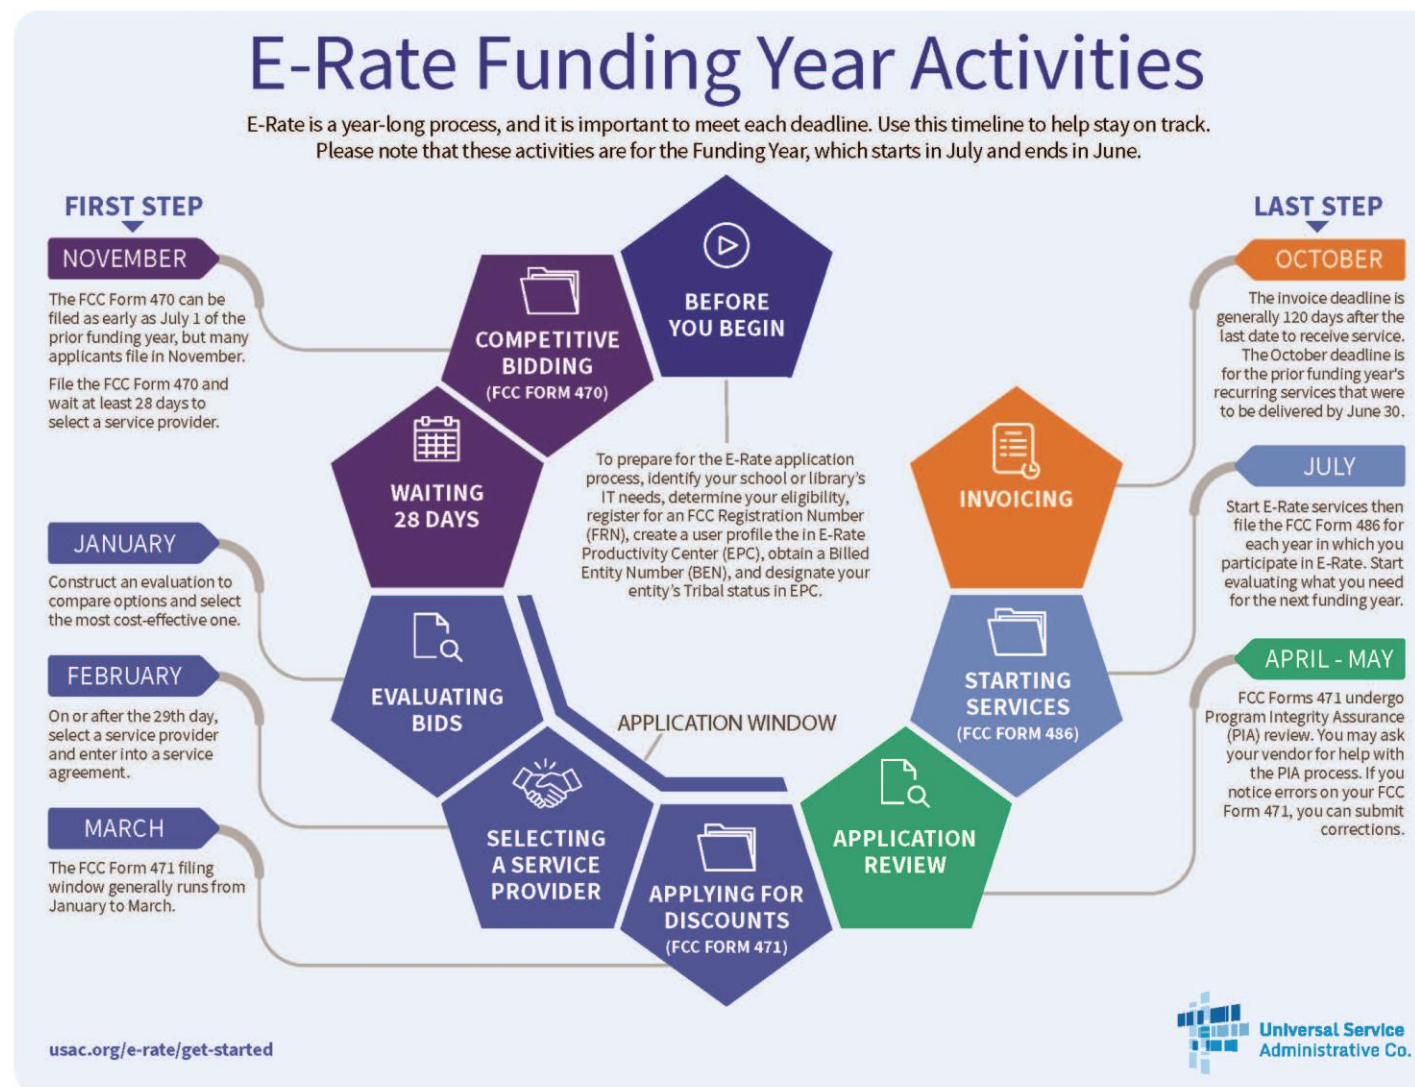 E-Rate Funding Year Activities
E-Rate is a year-long process, and it is important to meet each deadline. Use this timeline to help stay on track.
Please note that these activities are for the Funding Year, which starts in July and ends in June.
FIRST STEP
NOVEMBER
The FCC Form 470 can be
filed as early as July 1 of the
prior funding year, but many
applicants file in November.
File the FCC Form 470 and
wait at least 28 days to
select a service provider.
JANUARY
Construct an evaluation to
compare options and select
the most cost-effective one.
FEBRUARY
On or after the 29th day,
select a service provider
and enter into a service
agreement.
MARCH
The FCC Form 471 filing
window generally runs from
January to March.
BEFORE
YOU BEGIN
To prepare for the E-Rate application
process, identify your school or library's
IT needs, determine your eligibility,
register for an FCC Registration Number
(FRN), create a user profile the in E-Rate
Productivity Center (EPC), obtain a Billed
Entity Number (BEN), and designate your
entity's Tribal status in EPC.
COMPETITIVE
BIDDING
(FCC FORM 470)
WAITING
28 DAYS
EVALUATING
BIDS
APPLICATION WINDOW
SELECTING
A SERVICE
PROVIDER
APPLYING FOR
DISCOUNTS
(FCC FORM 471)
APPLICATION
REVIEW
STARTING
SERVICES
(FCC FORM 486)
INVOICING
LAST STEP
OCTOBER
The invoice deadline is
generally 120 days after the
last date to receive service.
The October deadline is
for the prior funding year's
recurring services that were
to be delivered by June 30.
JULY
Start E-Rate services then
file the FCC Form 486 for
each year in which you
participate in E-Rate. Start
evaluating what you need
for the next funding year.
APRIL - MAY
FCC Forms 471 undergo
Program Integrity Assurance
(PIA) review. You may ask
your vendor for help with
the PIA process. If you
notice errors on your FCC
Form 471, you can submit
corrections.
usac.org/e-rate/get-started
Universal Service
Administrative Co.